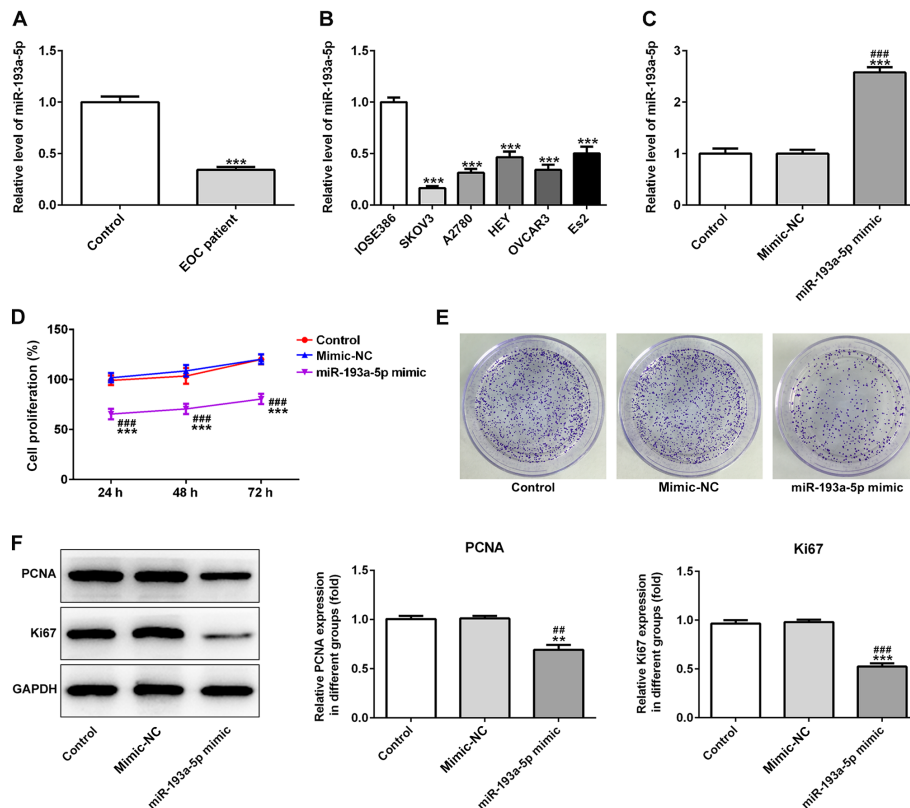 A
Relative level of miR-193a-5p
1.5
1.0
0.5
0.0
***
Control
EOC patient
B
Relative level of miR-193a-5p
1.5
1.0
0.5
0.0
***
***
***
***
***
IOSE386
SKOV3
A2780
HEY
OVCAR3
Es2
C
Relative level of miR-193a-5p
3
2
1
0
###
***
Control
Mimic-NC
miR-193a-5p mimic
D
Cell proliferation (%)
150
100
50
0
24 h
48 h
72 h
###
***
###
***
###
***
Control
Mimic-NC
miR-193a-5p mimic
E
Control
Mimic-NC
miR-193a-5p mimic
F
PCNA
Ki67
GAPDH
Control
Mimic-NC
miR-193a-5p mimic
PCNA
Relative PCNA expression
in different groups (fold)
1.5
1.0
0.5
0.0
##
**
Control
Mimic-NC
miR-193a-5p mimic
Ki67
Relative Ki67 expression
in different groups (fold)
1.5
1.0
0.5
0.0
###
***
Control
Mimic-NC
miR-193a-5p mimic